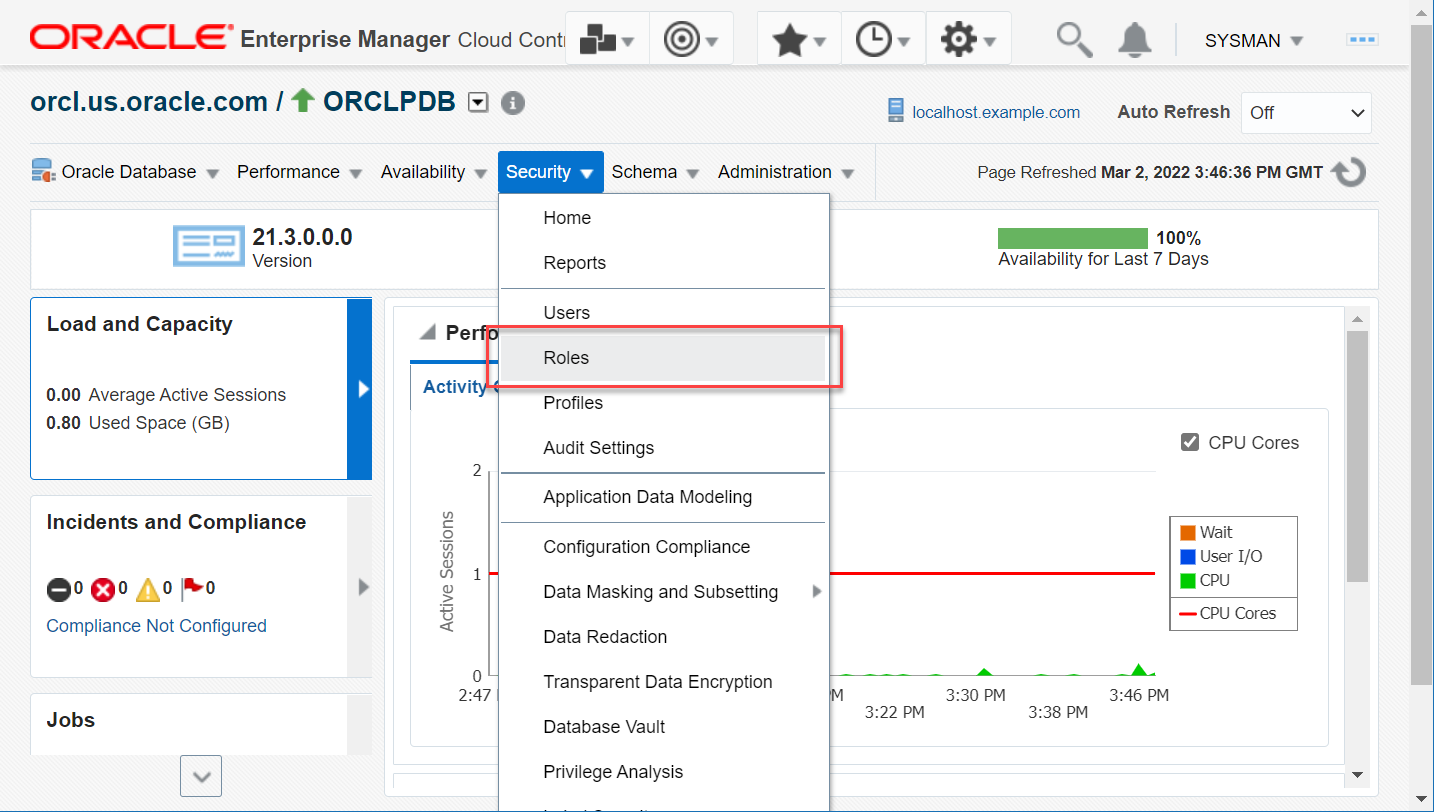 ORACLE Enterprise Manager Cloud Cont
SYSMAN
orcl.us.oracle.com / ORCLPDB
localhost.example.com
Auto Refresh Off
Oracle Database Performance Availability Security Schema Administration
Page Refreshed Mar 2, 2022 3:46:36 PM GMT
21.3.0.0.0
Version
100%
Availability for Last 7 Days
Home
Reports
Users
Roles
Profiles
Audit Settings
Application Data Modeling
Configuration Compliance
Data Masking and Subsetting
Data Redaction
Transparent Data Encryption
Database Vault
Privilege Analysis
Load and Capacity
0.00 Average Active Sessions
0.80 Used Space (GB)
Incidents and Compliance
0 0 0 0
Compliance Not Configured
Jobs
Perfo
Activity
CPU Cores
Active Sessions
2
1
0
2:47
3:22 PM
3:30 PM
3:38 PM
3:46 PM
Wait
User I/O
CPU
CPU Cores